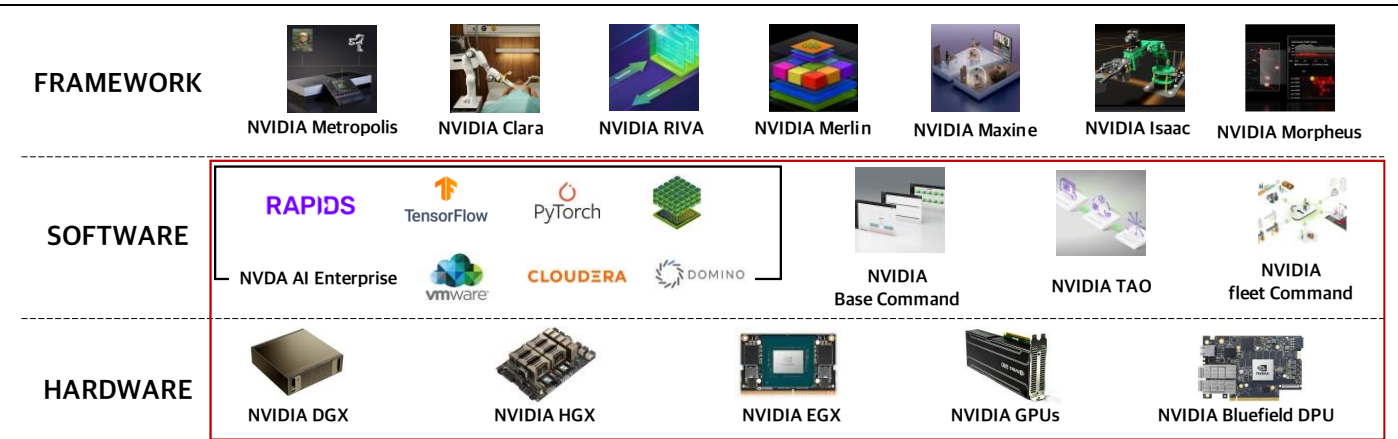 FRAMEWORK
NVIDIA Metropolis
NVIDIA Clara
NVIDIA RIVA
NVIDIA Merlin
NVIDIA Maxine
NVIDIA Isaac
NVIDIA Morpheus
SOFTWARE
RAPIDS
TensorFlow
PyTorch
NVDA AI Enterprise
vmware
CLOUDERA
DOMINO
NVIDIA
Base Command
NVIDIA TAO
NVIDIA
fleet Command
HARDWARE
NVIDIA DGX
NVIDIA HGX
NVIDIA EGX
NVIDIA GPUs
NVIDIA Bluefield DPU